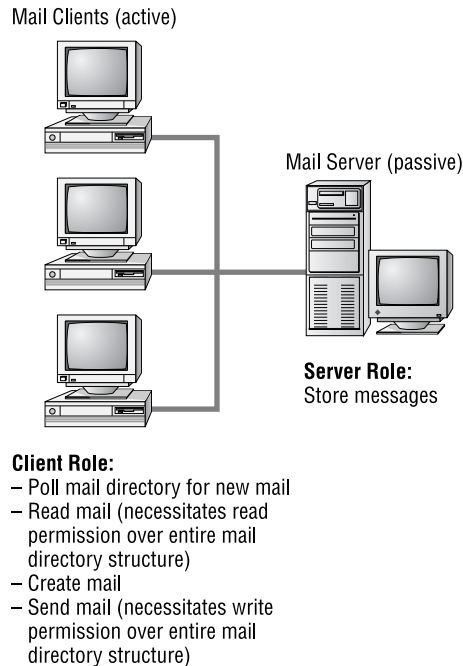 Mail Clients (active)
Mail Server (passive)
Server Role:
Store messages
Client Role:
– Poll mail directory for new mail
– Read mail (necessitates read
permission over entire mail
directory structure)
– Create mail
– Send mail (necessitates write
permission over entire mail
directory structure)